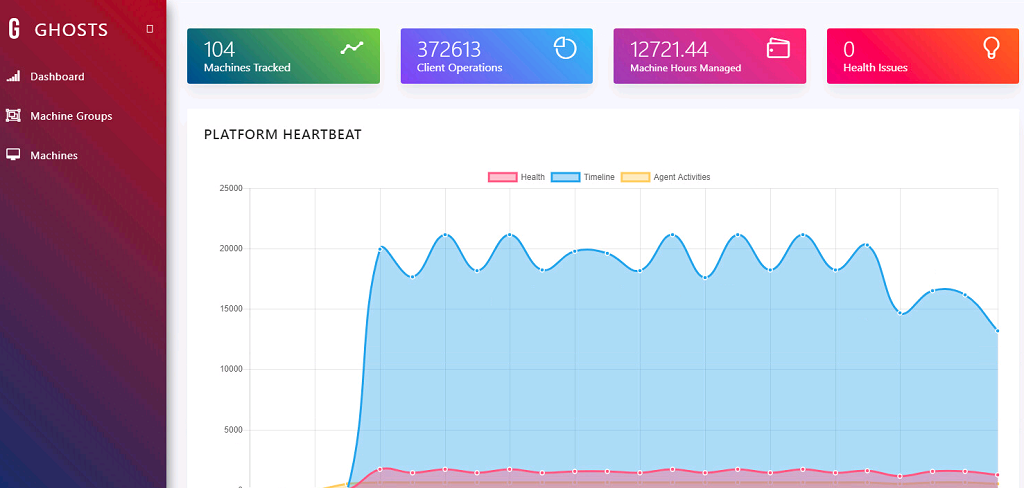 G GHOSTS
Dashboard
Machine Groups
Machines
104
Machines Tracked
372613
Client Operations
12721.44
Machine Hours Managed
0
Health Issues
PLATFORM HEARTBEAT
Health Timeline Agent Activities
25000
20000
15000
10000
5000